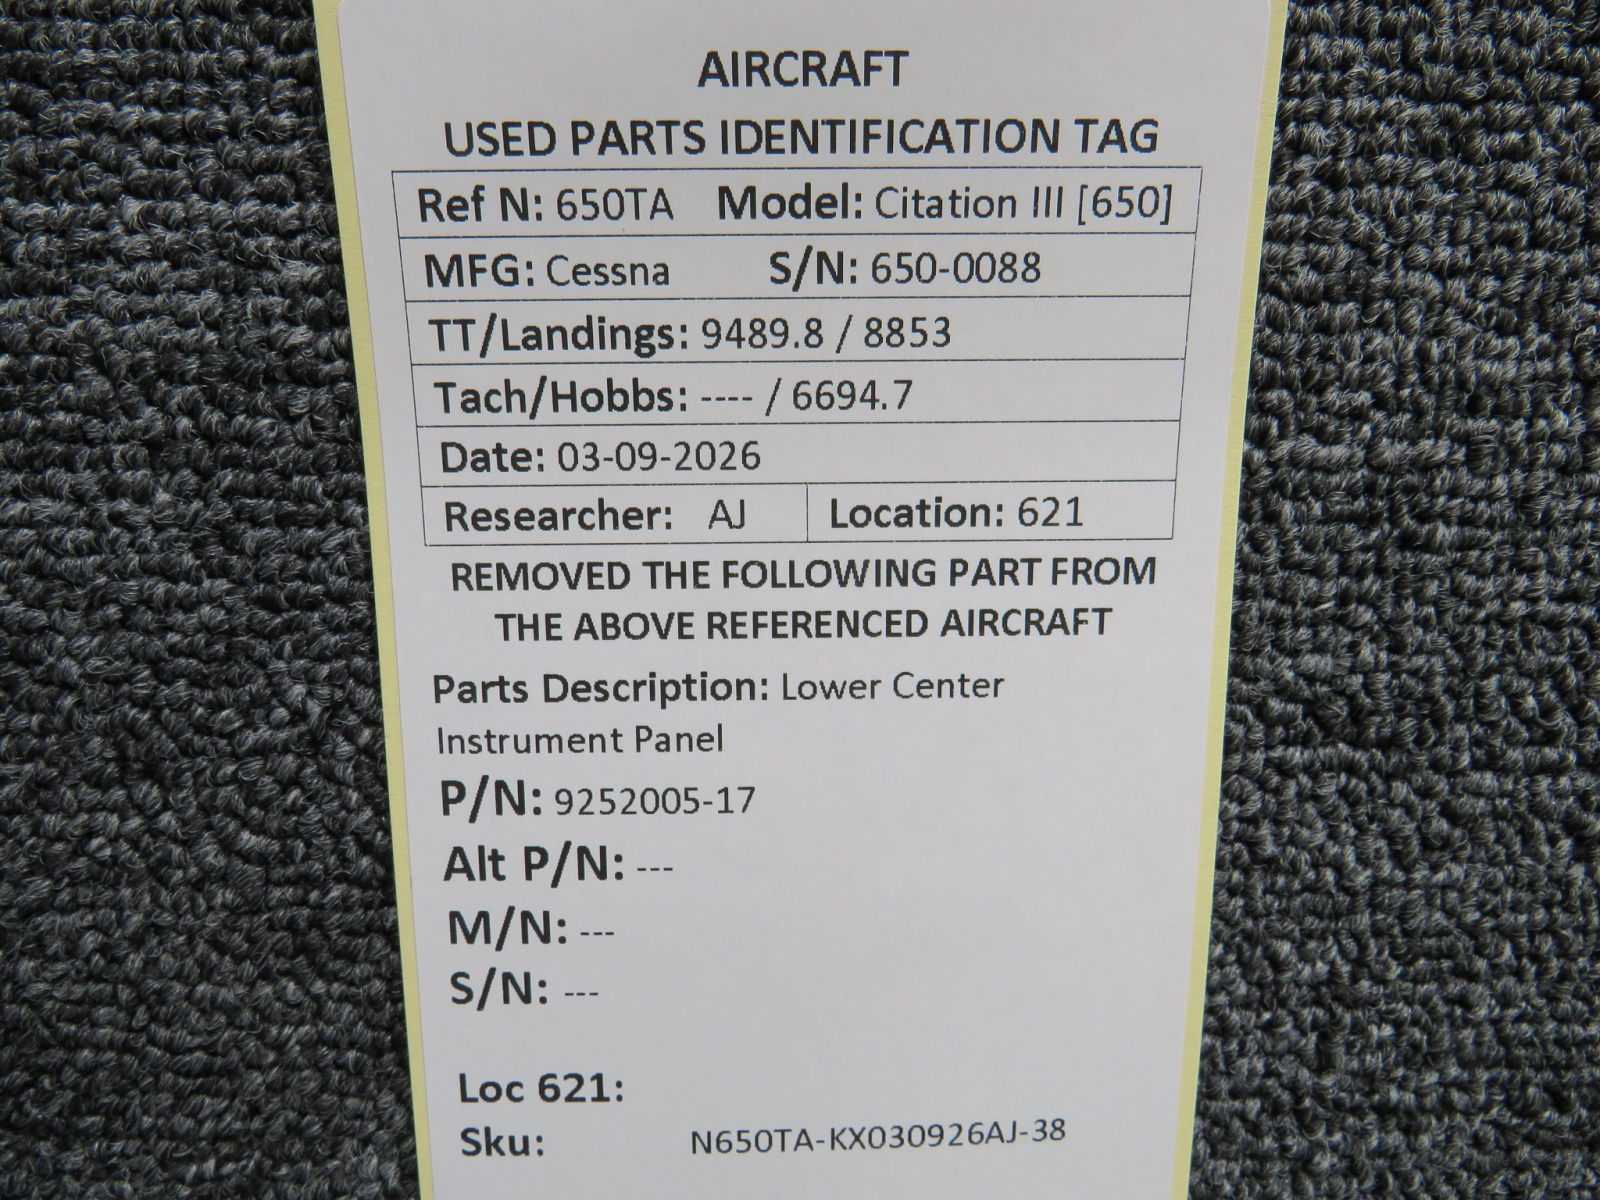 AIRCRAFT
USED PARTS IDENTIFICATION TAG
Ref N: 650TA Model: Citation III [650]
MFG: Cessna S/N: 650-0088
TT/Landings: 9489.8 / 8853
Tach/Hobbs: ---- / 6694.7
Date: 03-09-2026
Researcher: AJ Location: 621
REMOVED THE FOLLOWING PART FROM
THE ABOVE REFERENCED AIRCRAFT
Parts Description: Lower Center
Instrument Panel
P/N: 9252005-17
Alt P/N: ---
M/N: ---
S/N: ---
Loc 621:
Sku: N650TA-KX030926AJ-38